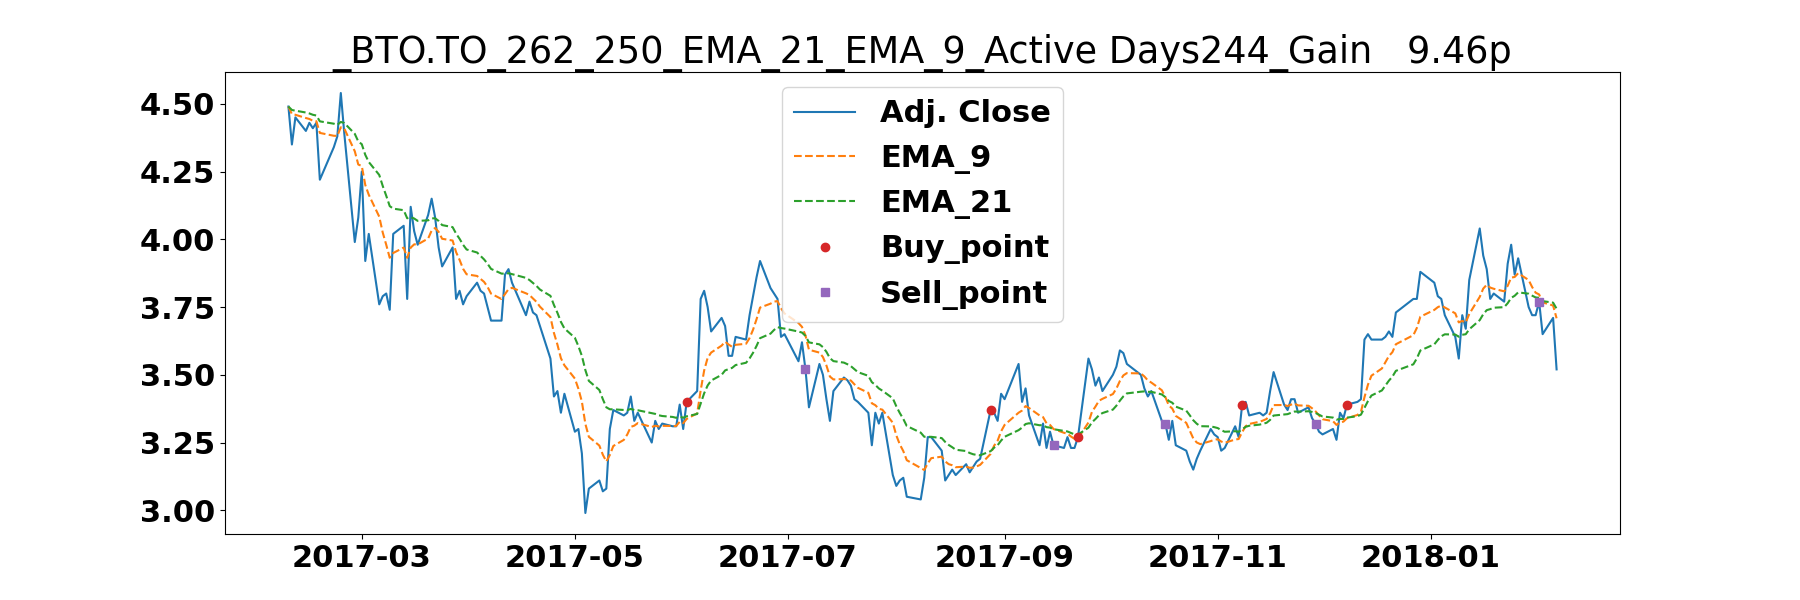 _BTO.TO_262_250_EMA_21_EMA_9_Active Days244_Gain   9.46p
4.50
4.25
4.00
3.75
3.50
3.25
3.00
Adj. Close
EMA_9
EMA_21
Buy_point
Sell_point
2017-03
2017-05
2017-07
2017-09
2017-11
2018-01